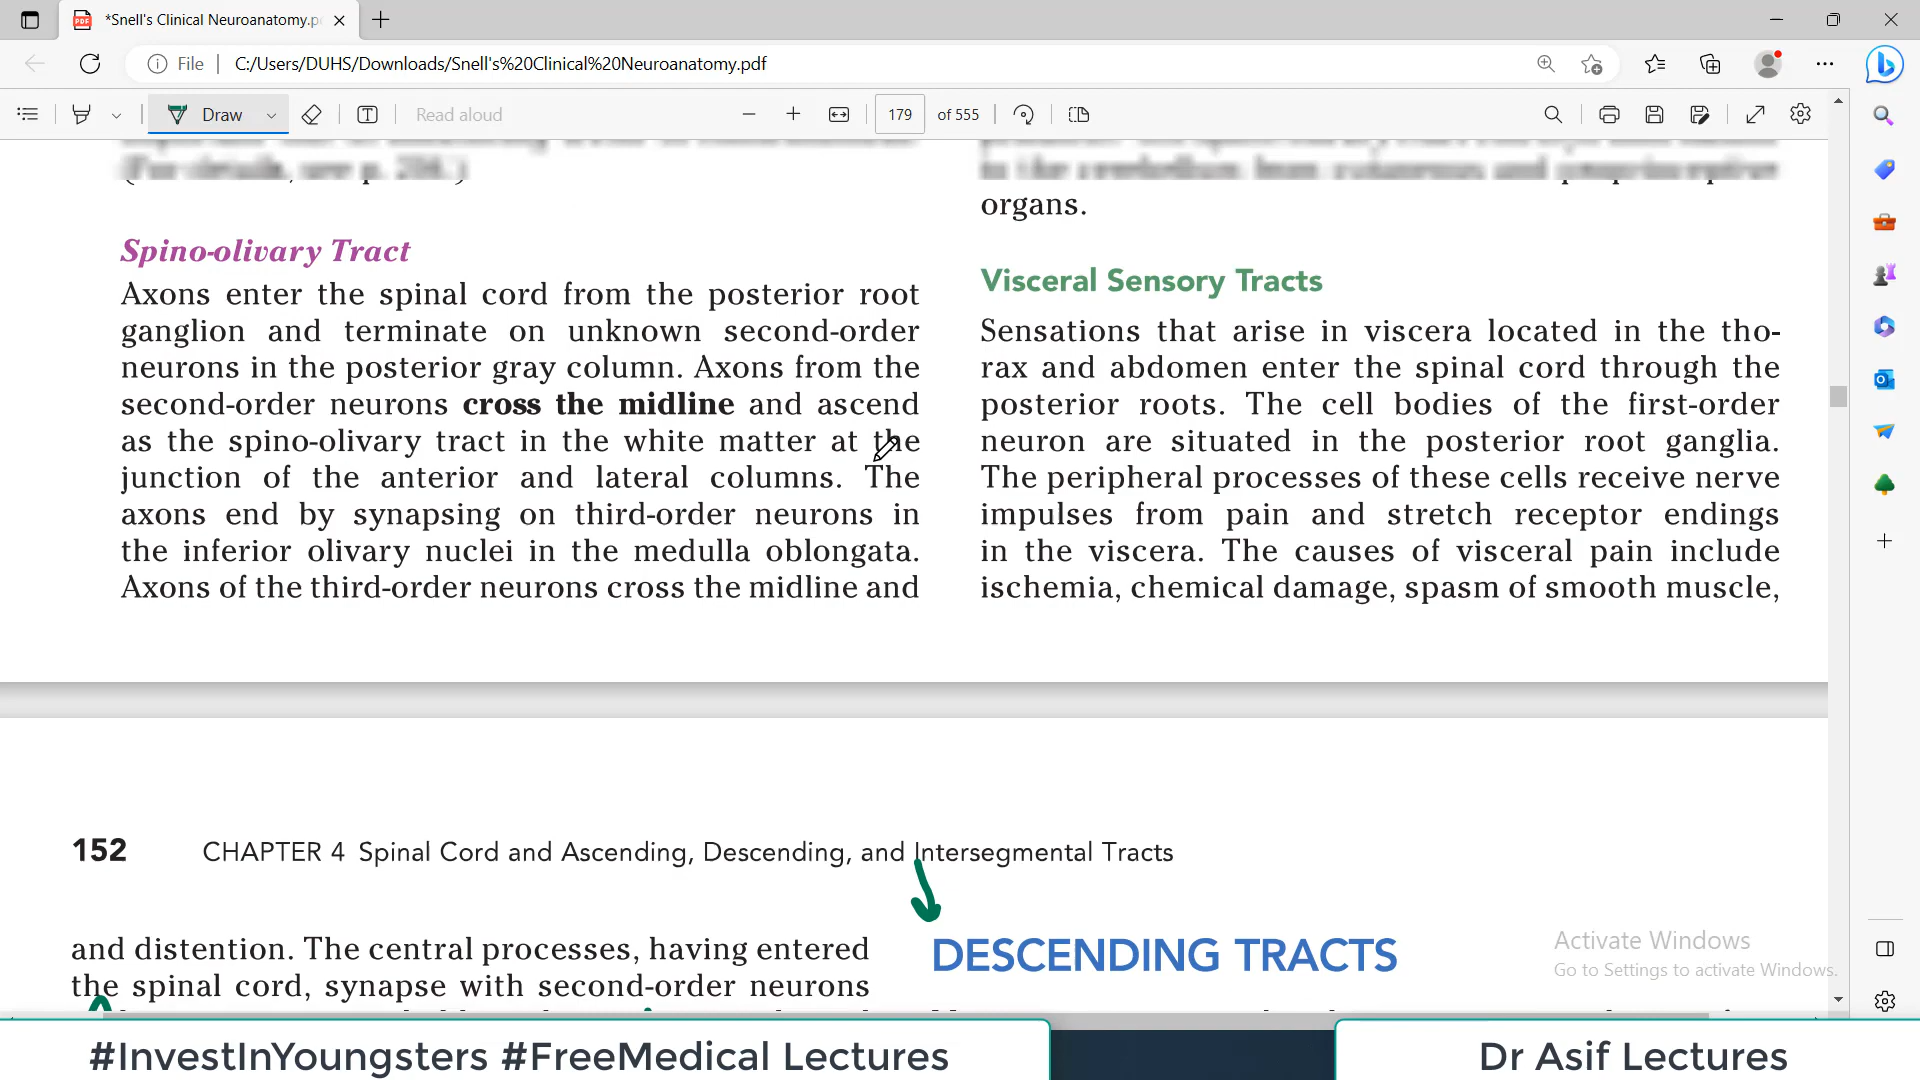 *Snell's Clinical Neuroanatomy.p
File
C:/Users/DUHS/Downloads/Snell's%20Clinical%20Neuroanatomy.pdf
Draw
Read aloud
179 of 555
(For details, see p. 
organs.
Spino-olivary Tract
Axons enter the spinal cord from the posterior root
ganglion and terminate on unknown second-order
neurons in the posterior gray column. Axons from the
second-order neurons cross the midline and ascend
as the spino-olivary tract in the white matter at the
junction of the anterior and lateral columns. The
axons end by synapsing on third-order neurons in
the inferior olivary nuclei in the medulla oblongata.
Axons of the third-order neurons cross the midline and
Visceral Sensory Tracts
Sensations that arise in viscera located in the tho-
rax and abdomen enter the spinal cord through the
posterior roots. The cell bodies of the first-order
neuron are situated in the posterior root ganglia.
The peripheral processes of these cells receive nerve
impulses from pain and stretch receptor endings
in the viscera. The causes of visceral pain include
ischemia, chemical damage, spasm of smooth muscle,
152 CHAPTER 4 Spinal Cord and Ascending, Descending, and Intersegmental Tracts
and distention. The central processes, having entered
the spinal cord, synapse with second-order neurons
DESCENDING TRACTS
Activate Windows
Go to Settings to activate Windows.
#InvestInYoungsters #FreeMedical Lectures
Dr Asif Lectures